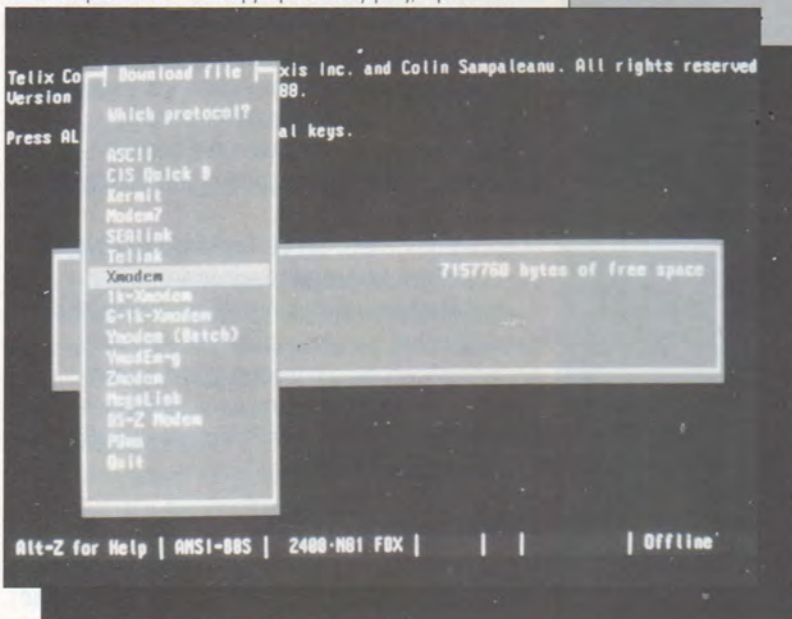 Telix Co
Download file
xis Inc. and Colin Sampaleanu. All rights reserved
Version
88.
Which protocol?
Press AL
al keys.
ASCII
CIS Quick B
Kermit
Modem7
SEAlink
Telink
Xmodem
7157760 bytes of free space
1k-Xmodem
G-1k-Xmodem
Ymodem (Batch)
YmodEm-g
Zmodem
MegaLink
Modem
Quit
Alt-Z for Help | ANSI-BBS | 2400·N81 FDX | | | | Offline